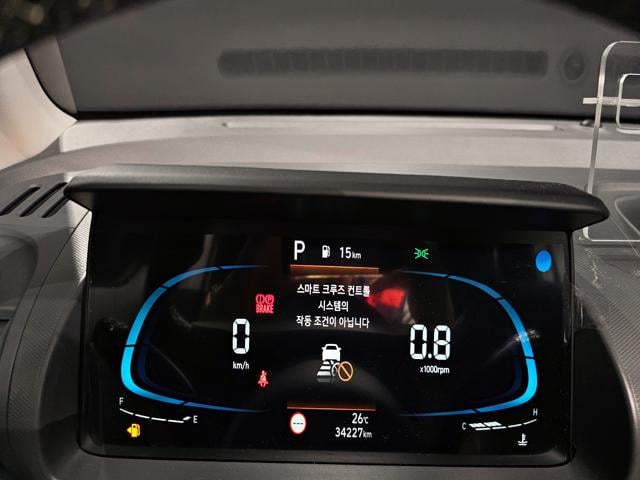 P 15km
스마트 크루즈 컨트롤
시스템의
작동 조건이 아닙니다
(P)
BRAKE
0
km/h
0.8
x1000rpm
F E
26℃
34227km
C H